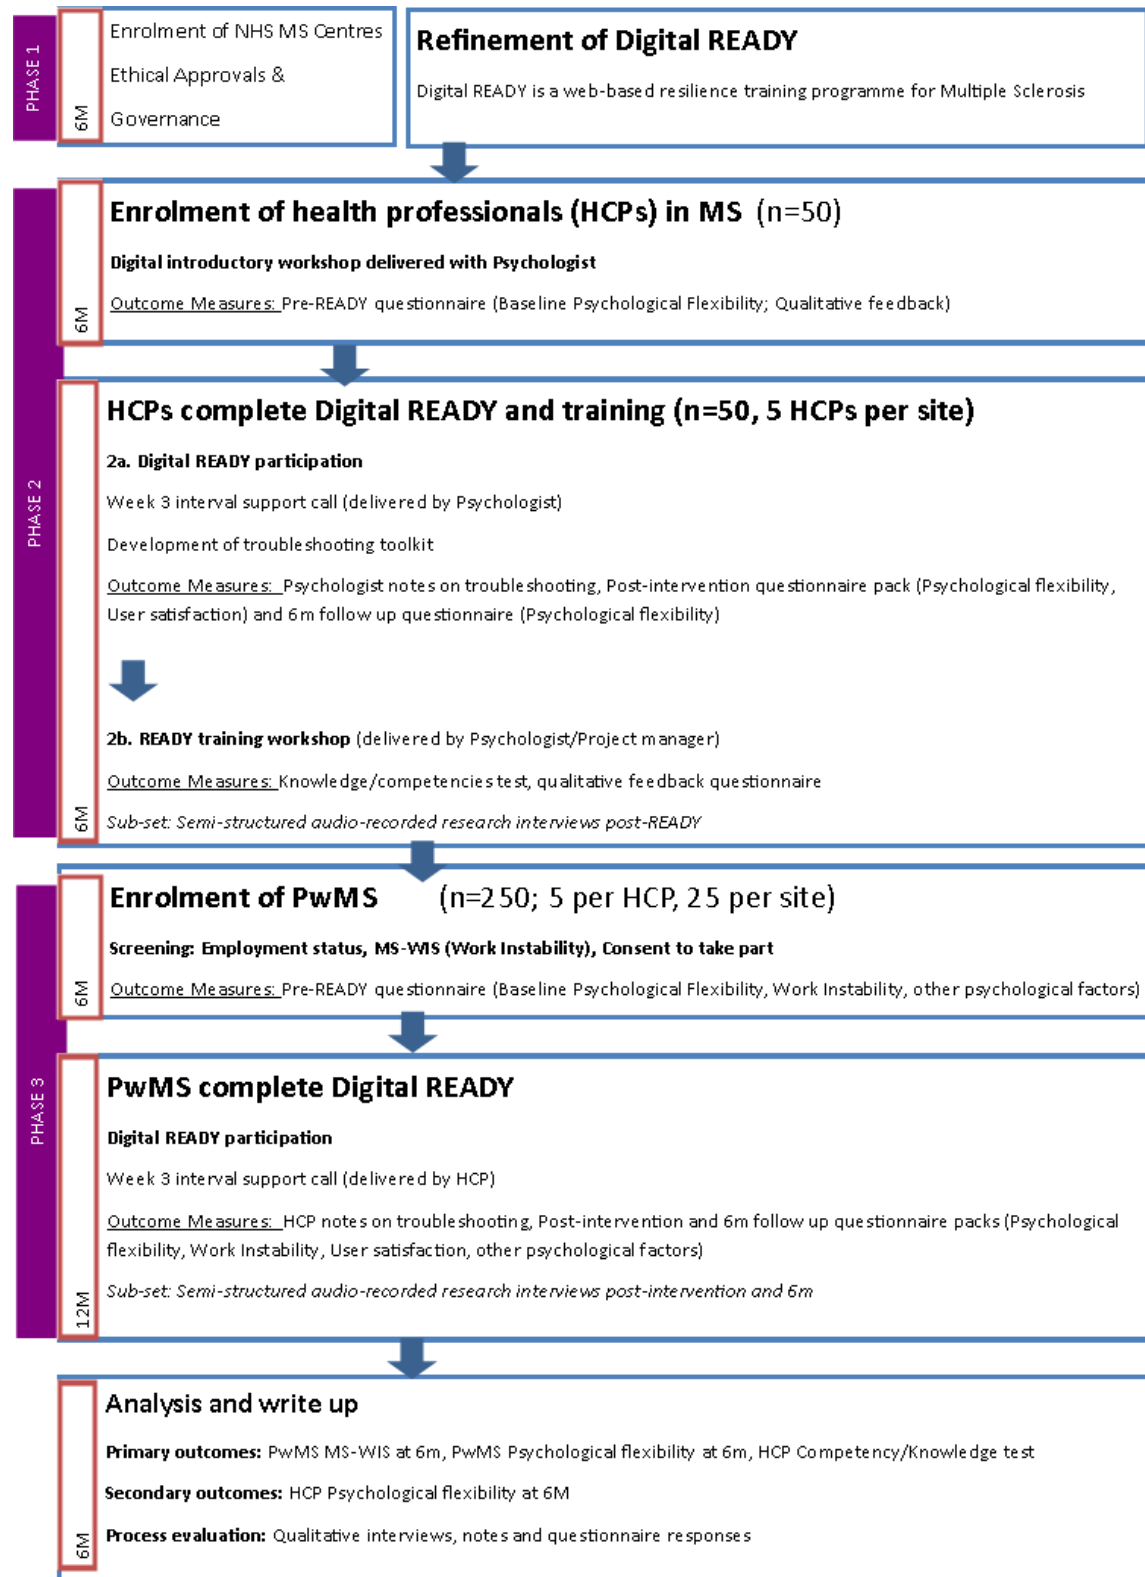 PHASE 1
6M
Enrolment of NHS MS Centres
Ethical Approvals &
Governance
Refinement of Digital READY
Digital READY is a web-based resilience training programme for Multiple Sclerosis
PHASE 2
6M
Enrolment of health professionals (HCPs) in MS (n=50)
Digital introductory workshop delivered with Psychologist
Outcome Measures: Pre-READY questionnaire (Baseline Psychological Flexibility; Qualitative feedback)
6M
HCPs complete Digital READY and training (n=50, 5 HCPs per site)
2a. Digital READY participation
Week 3 interval support call (delivered by Psychologist)
Development of troubleshooting toolkit
Outcome Measures: Psychologist notes on troubleshooting, Post-intervention questionnaire pack (Psychological flexibility,
User satisfaction) and 6m follow up questionnaire (Psychological flexibility)
2b. READY training workshop (delivered by Psychologist/Project manager)
Outcome Measures: Knowledge/competencies test, qualitative feedback questionnaire
Sub-set: Semi-structured audio-recorded research interviews post-READY
PHASE 3
6M
Enrolment of PwMS (n=250; 5 per HCP, 25 per site)
Screening: Employment status, MS-WIS (Work Instability), Consent to take part
Outcome Measures: Pre-READY questionnaire (Baseline Psychological Flexibility, Work Instability, other psychological factors)
12M
PwMS complete Digital READY
Digital READY participation
Week 3 interval support call (delivered by HCP)
Outcome Measures: HCP notes on troubleshooting, Post-intervention and 6m follow up questionnaire packs (Psychological
flexibility, Work Instability, User satisfaction, other psychological factors)
Sub-set: Semi-structured audio-recorded research interviews post-intervention and 6m
6M
Analysis and write up
Primary outcomes: PwMS MS-WIS at 6m, PwMS Psychological flexibility at 6m, HCP Competency/Knowledge test
Secondary outcomes: HCP Psychological flexibility at 6M
Process evaluation: Qualitative interviews, notes and questionnaire responses